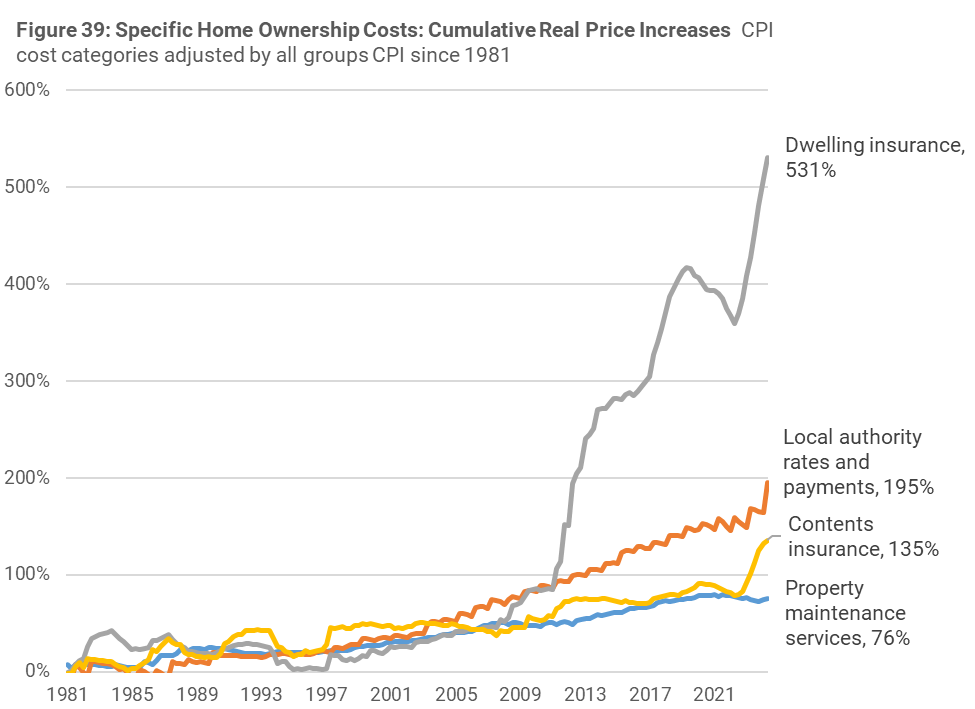 Figure 39: Specific Home Ownership Costs: Cumulative Real Price Increases CPI
cost categories adjusted by all groups CPI since 1981
600%
500%
400%
300%
200%
100%
0%
Dwelling insurance,
531%
Local authority
rates and
payments, 195%
Contents
insurance, 135%
Property
maintenance
services, 76%
1981 1985 1989 1993 1997 2001 2005 2009 2013 2017 2021